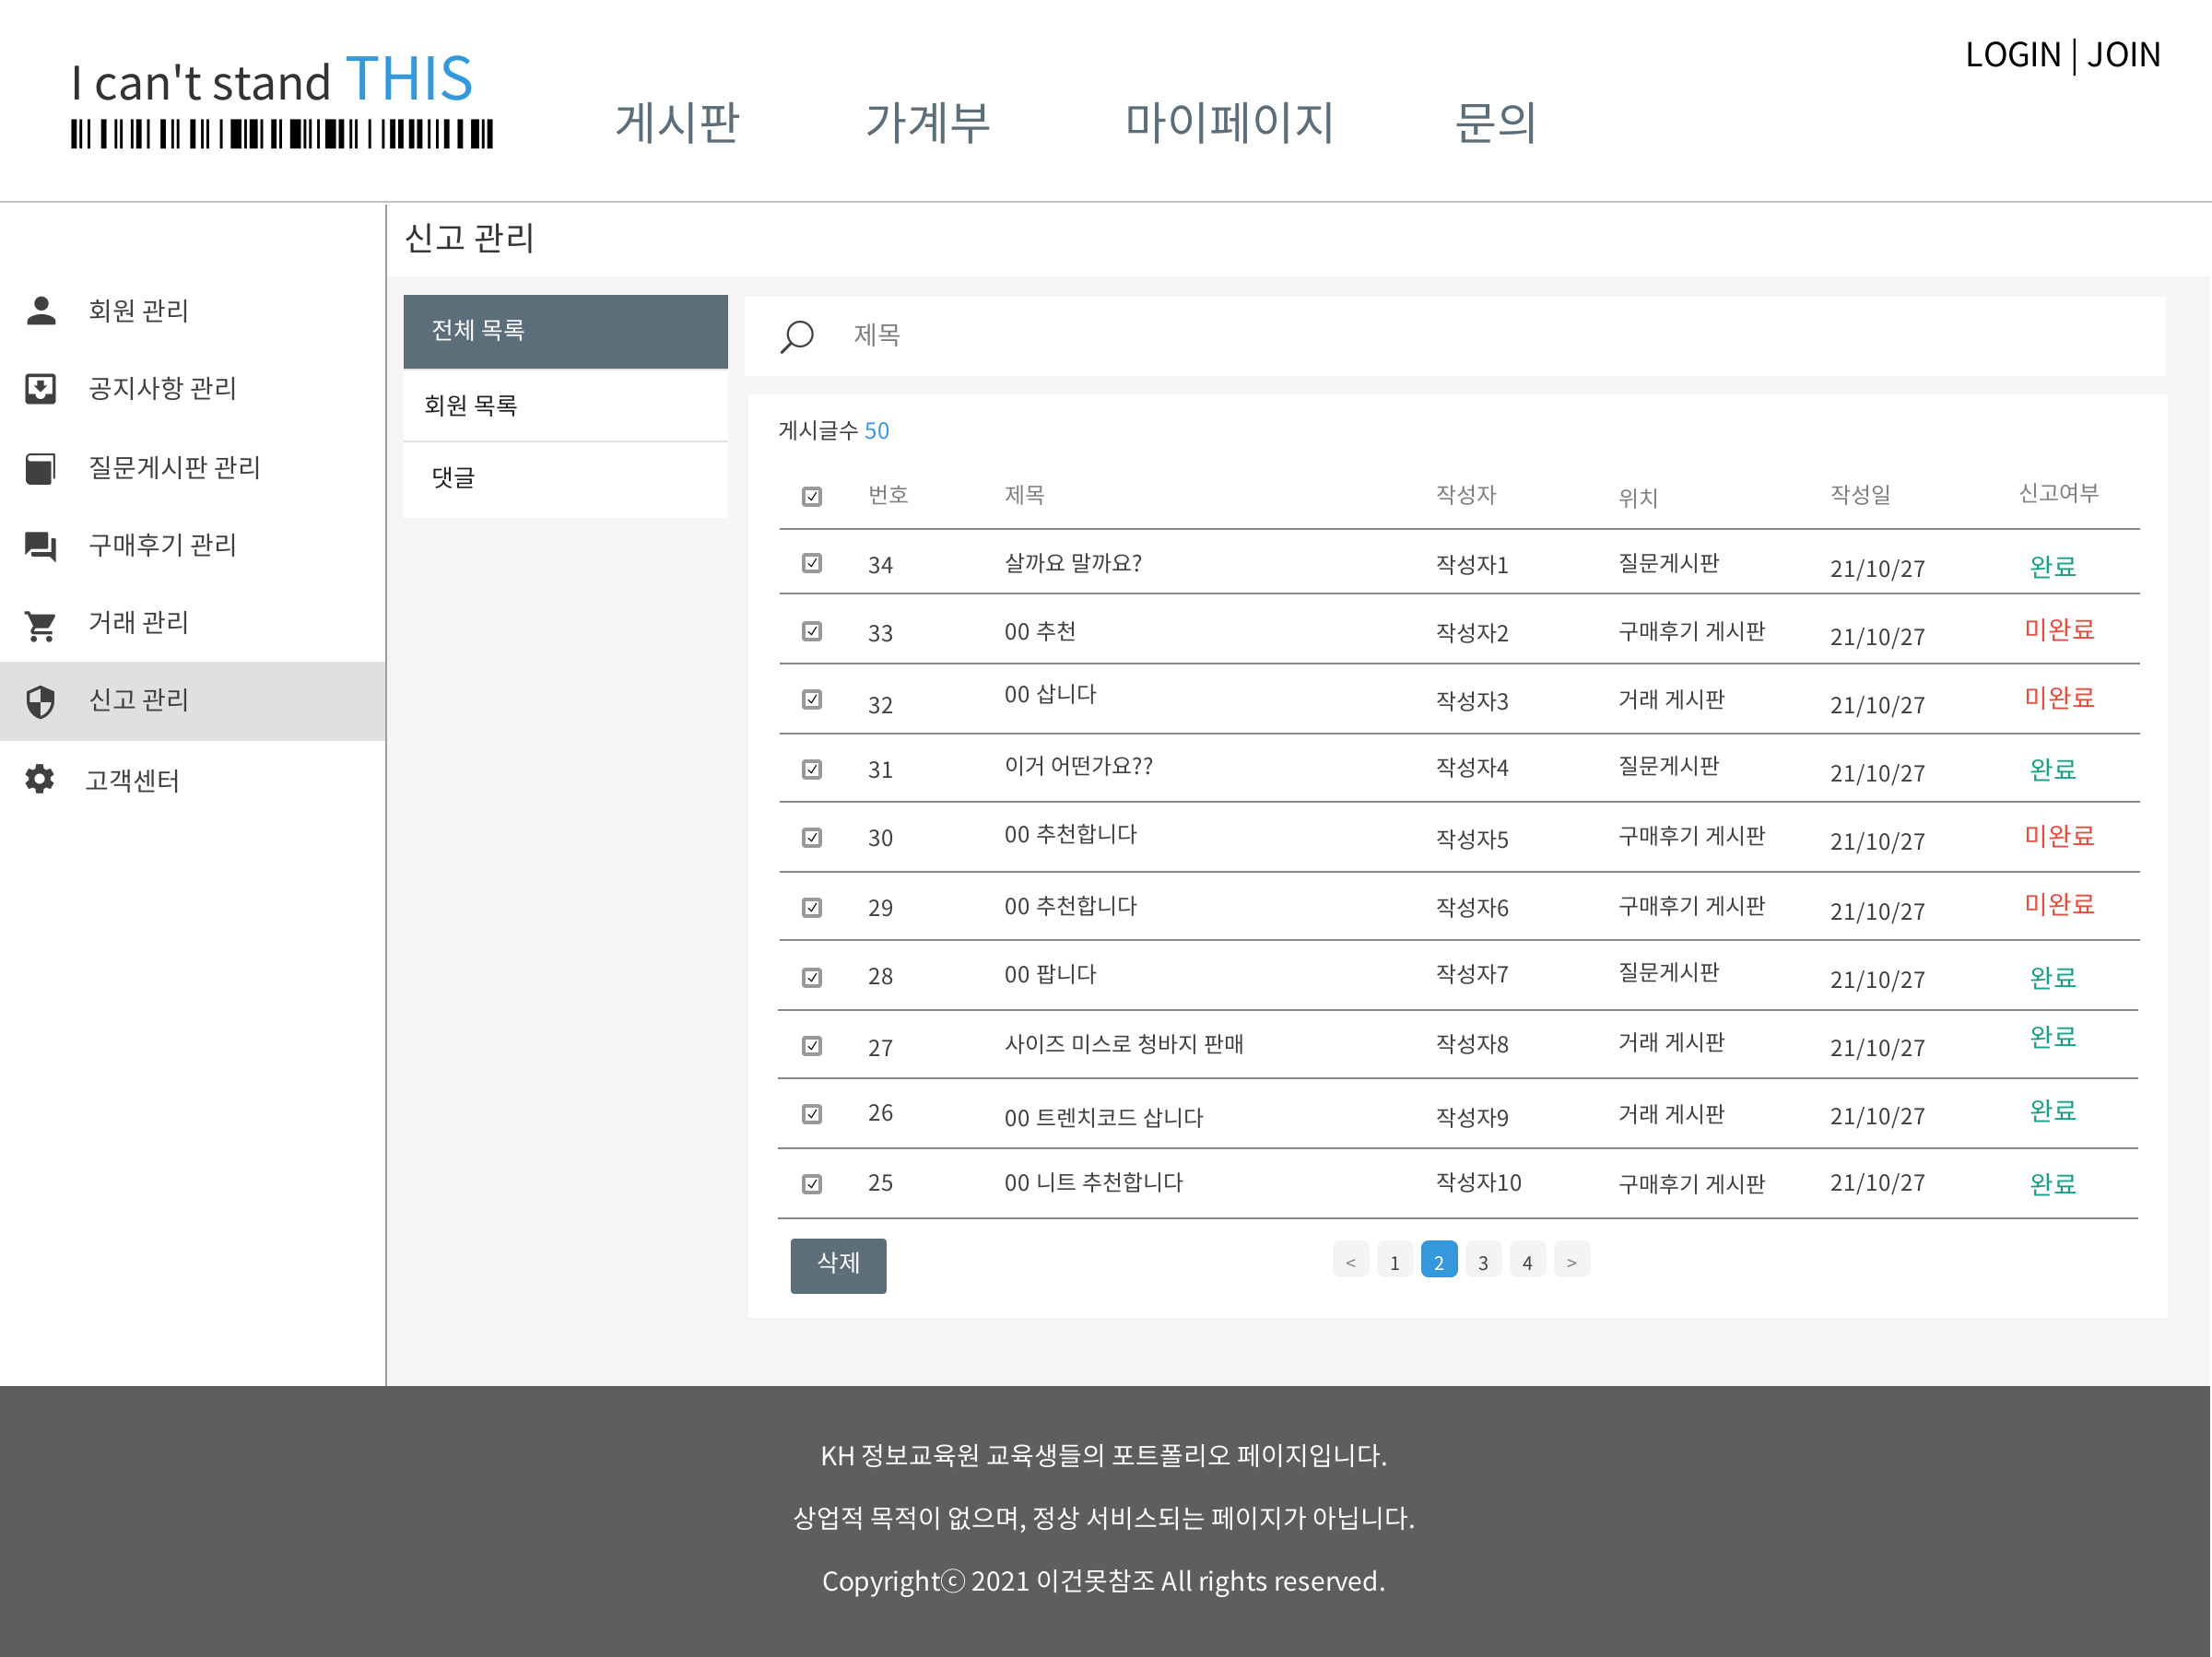 LOGIN | JOIN
I can't stand THIS
게시판 가계부 마이페이지 문의
신고 관리
회원 관리
공지사항 관리
질문게시판 관리
구매후기 관리
거래 관리
신고 관리
고객센터
전체 목록
회원 목록
댓글
제목
게시글수 50
번호 제목 작성자 위치 작성일 신고여부
34 살까요 말까요? 작성자1 질문게시판 21/10/27 완료
33 00 추천 작성자2 구매후기 게시판 21/10/27 미완료
32 00 삽니다 작성자3 거래 게시판 21/10/27 미완료
31 이거 어떤가요?? 작성자4 질문게시판 21/10/27 완료
30 00 추천합니다 작성자5 구매후기 게시판 21/10/27 미완료
29 00 추천합니다 작성자6 구매후기 게시판 21/10/27 미완료
28 00 팝니다 작성자7 질문게시판 21/10/27 완료
27 사이즈 미스로 청바지 판매 작성자8 거래 게시판 21/10/27 완료
26 00 트렌치코드 삽니다 작성자9 거래 게시판 21/10/27 완료
25 00 니트 추천합니다 작성자10 구매후기 게시판 21/10/27 완료
삭제
< 1 2 3 4 >
KH 정보교육원 교육생들의 포트폴리오 페이지입니다.
상업적 목적이 없으며, 정상 서비스되는 페이지가 아닙니다.
Copyrightⓒ 2021 이건못참조 All rights reserved.